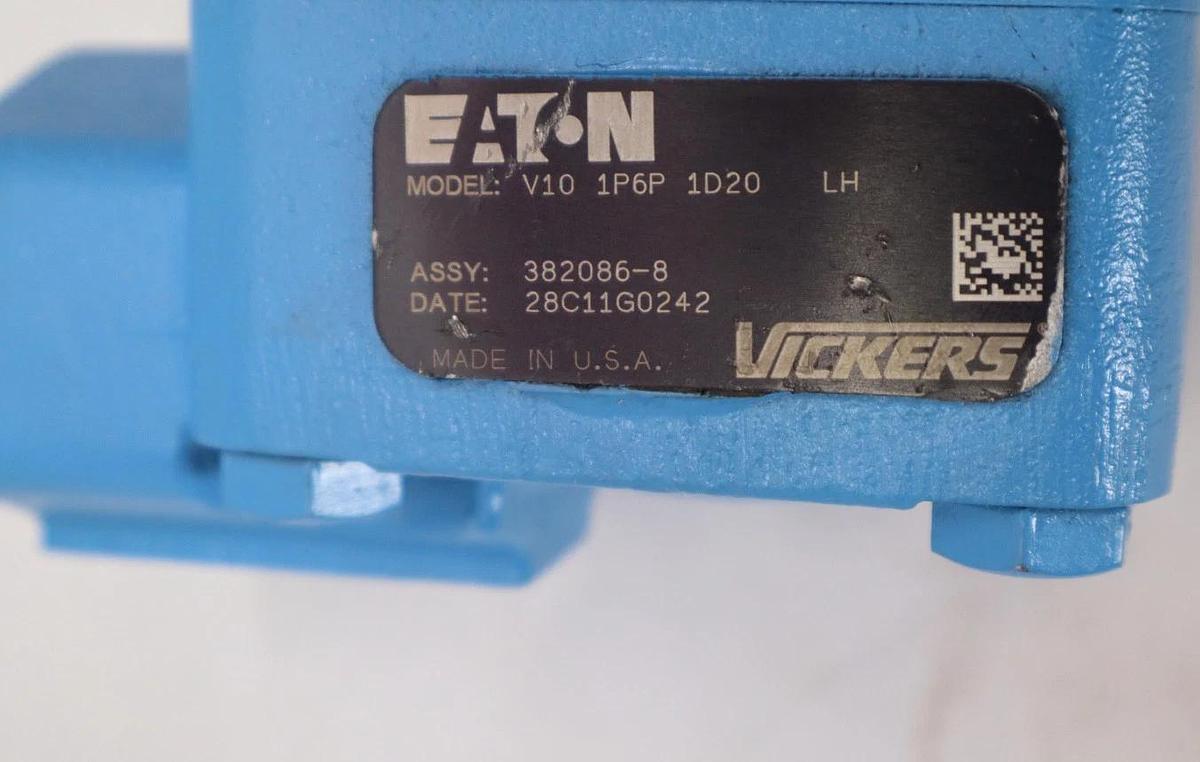 EATON
MODEL: V10 1P6P 1D20 LH
ASSY: 382086-8
DATE: 28C11G0242
MADE IN U.S.A.
VICKERS